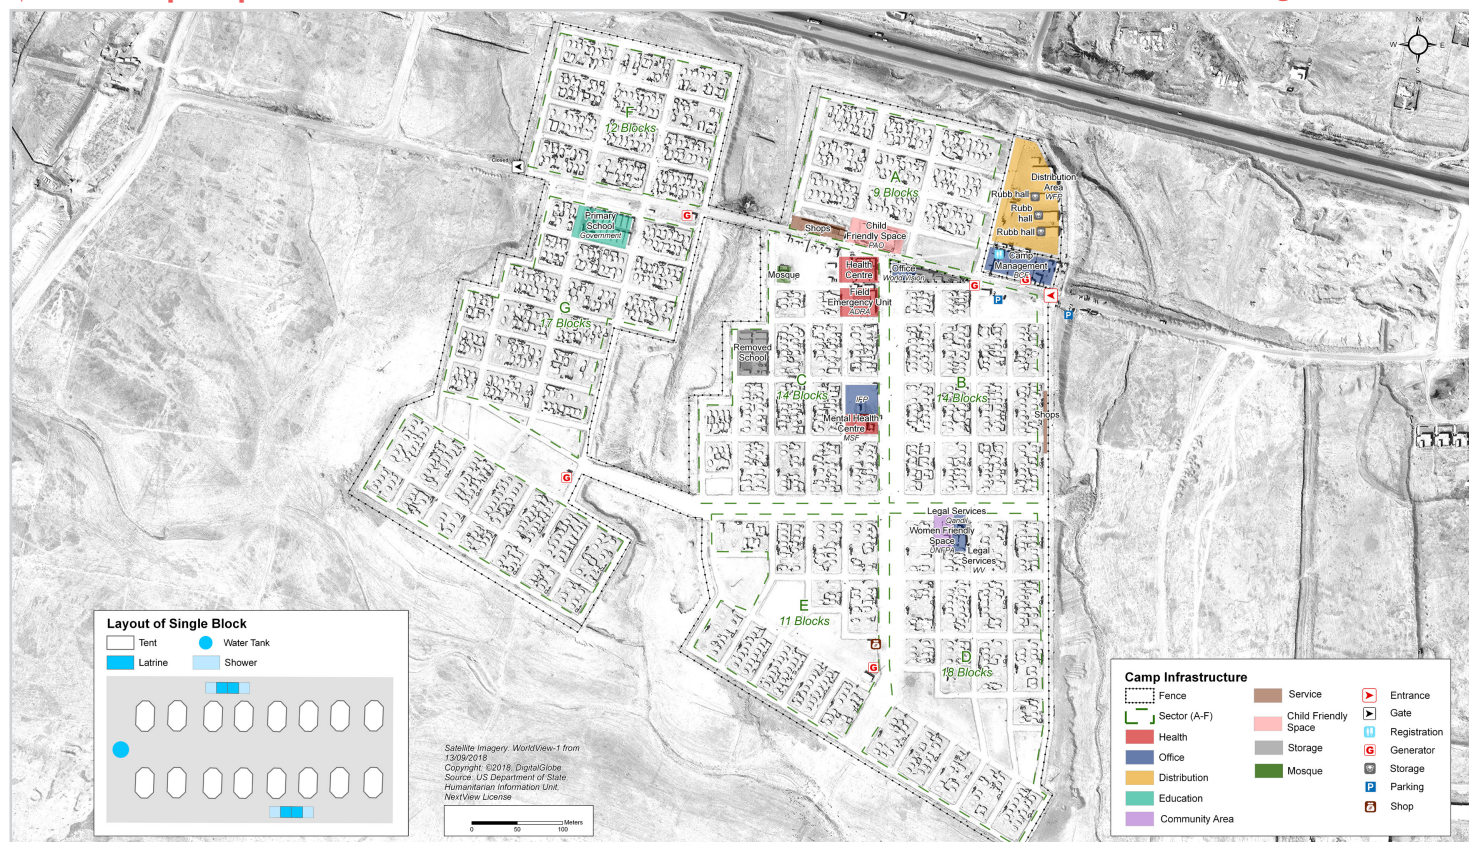 N
W E
S
F
12 Blocks
Closed
A
9 Blocks
Distribution
Area
WFP
Rubb hall
Rubb
hall
Rubb hall
Primary
School
Government
G
Shops
Child
Friendly Space
PAO
Camp
Management
BCF
Mosque
Health
Centre
Office
World Vision
G
G
P
P
Field
Emergency Unit
ADRA
G
17 Blocks
Removed
School
C
14 Blocks
B
14 Blocks
IFP
Mental Health
Centre
MSF
Shops
G
Legal Services
Qandil
Women Friendly
Space
UNFPA
Legal
Services
WV
E
11 Blocks
G
D
18 Blocks
Layout of Single Block
Tent
Water Tank
Latrine
Shower
Satellite Imagery: WorldView-1 from
13/09/2018
Copyright: ©2018, DigitalGlobe
Source: US Department of State,
Humanitarian Information Unit,
NextView License
Meters
0 50 100
Camp Infrastructure
Fence
Sector (A-F)
Health
Office
Distribution
Education
Community Area
Service
Child Friendly
Space
Storage
Mosque
Entrance
Gate
Registration
G Generator
Storage
P Parking
Shop